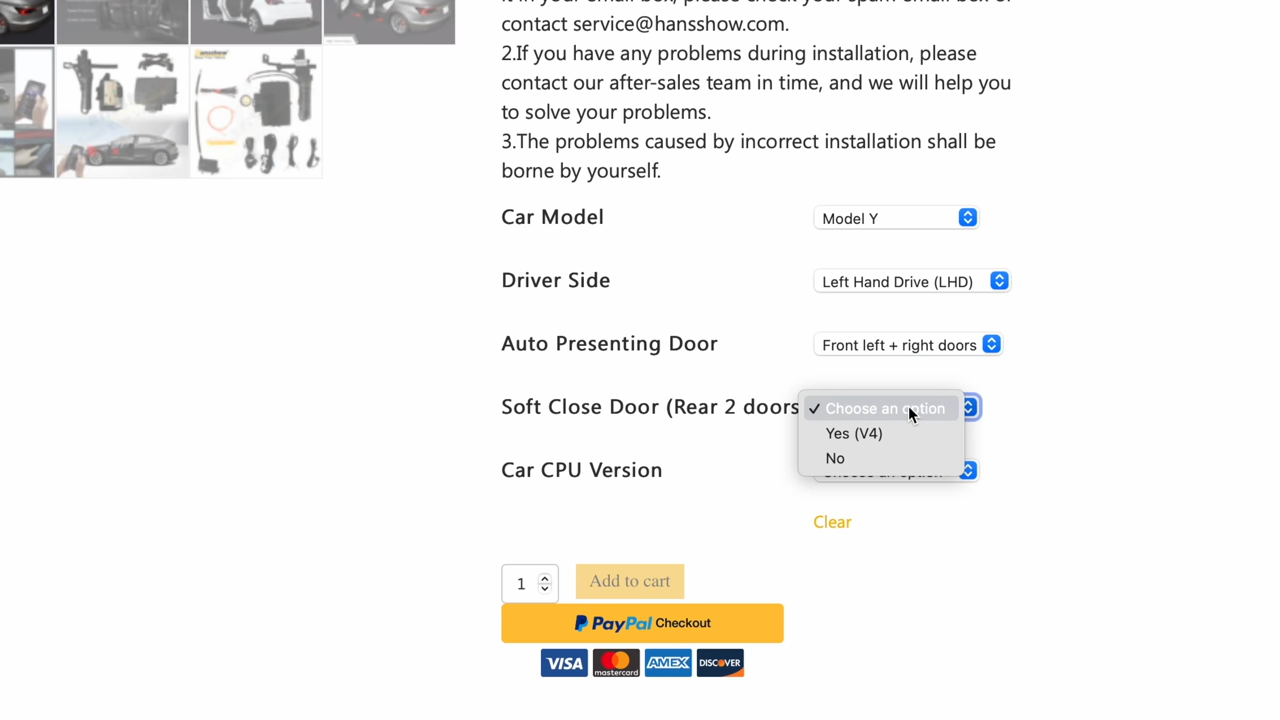 contact service@hansshow.com.
2.If you have any problems during installation, please
contact our after-sales team in time, and we will help you
to solve your problems.
3.The problems caused by incorrect installation shall be
borne by yourself.
Car Model
Model Y
Driver Side
Left Hand Drive (LHD)
Auto Presenting Door
Front left + right doors
Soft Close Door (Rear 2 doors
✓ Choose an option
Yes (V4)
No
Car CPU Version
Clear
1
Add to cart
PayPal Checkout
VISA
mastercard
AMEX
DISCOVER